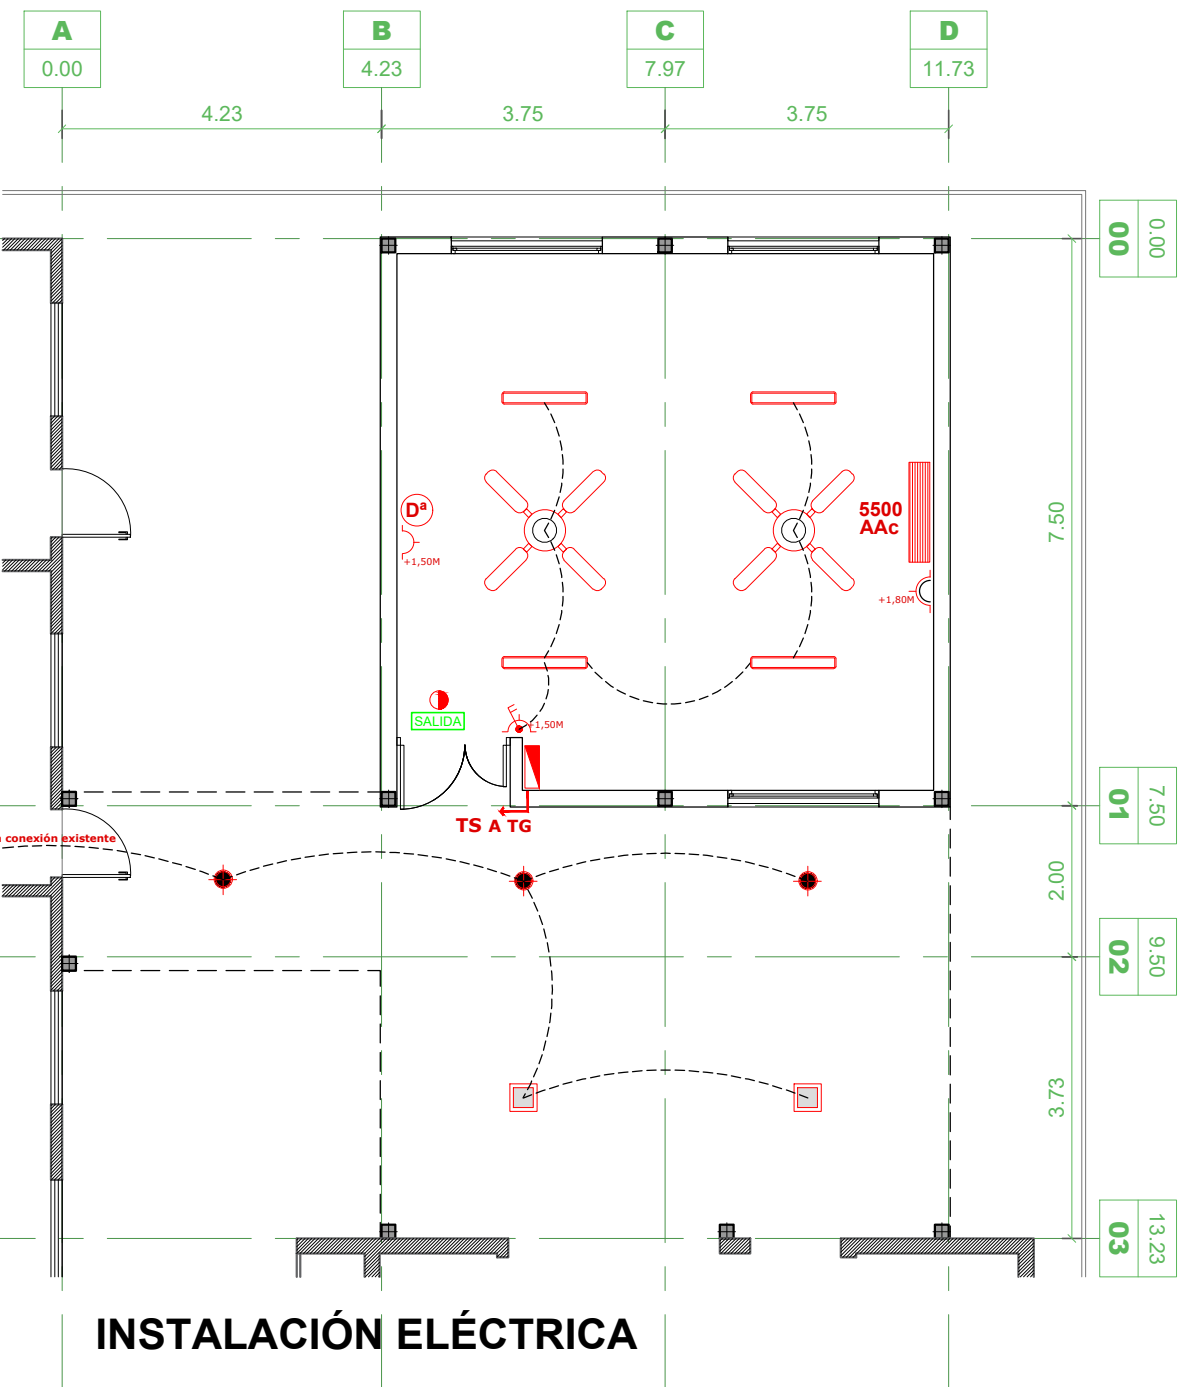 A
B
C
D
0.00
4.23
7.97
11.73
4.23
3.75
3.75
00
0.00
7.50
5500
AAc
Dª
+1,50M
+1,80M
SALIDA
+1,50M
01
7.50
TS A TG
conexión existente
2.00
02
9.50
3.73
03
13.23
INSTALACIÓN ELÉCTRICA